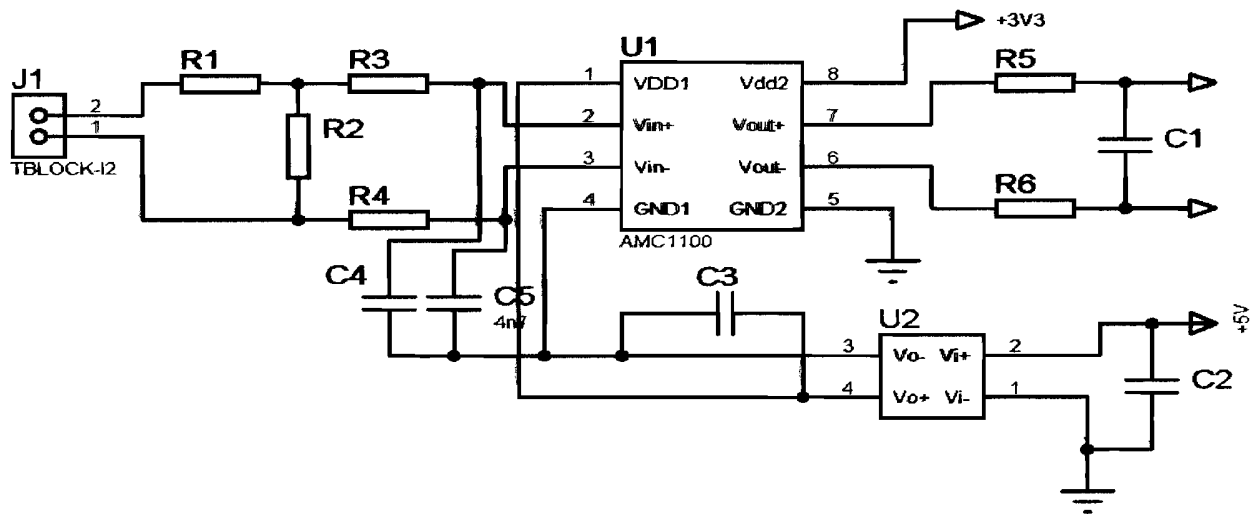 +3V3
U1
R1
R3
J1
1
VDD1
Vdd2
8
R5
2
1
R2
2
Vin+
Vout+
7
C1
TBLOCK-I2
3
Vin-
Vout-
6
R4
4
GND1
GND2
5
R6
AMC1100
C4
C5
4n7
C3
U2
+5V
3
Vo-
Vi+
2
4
Vo+
Vi-
1
C2